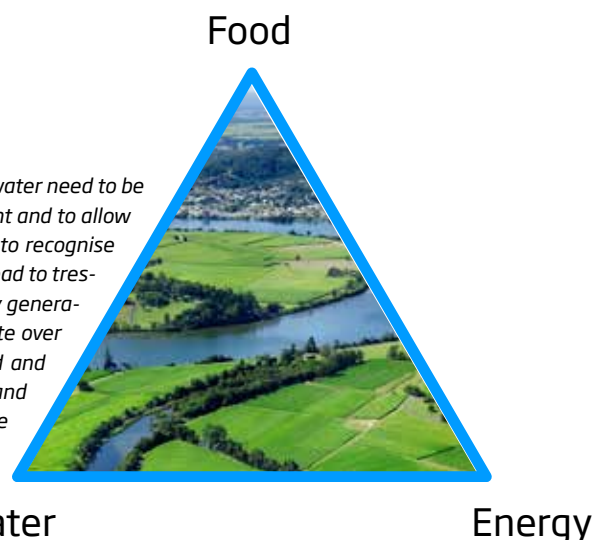 Food
water need to be
nt and to allow
to recognise
ead to tres-
y genera-
te over
d and
and
e
ater
Energy